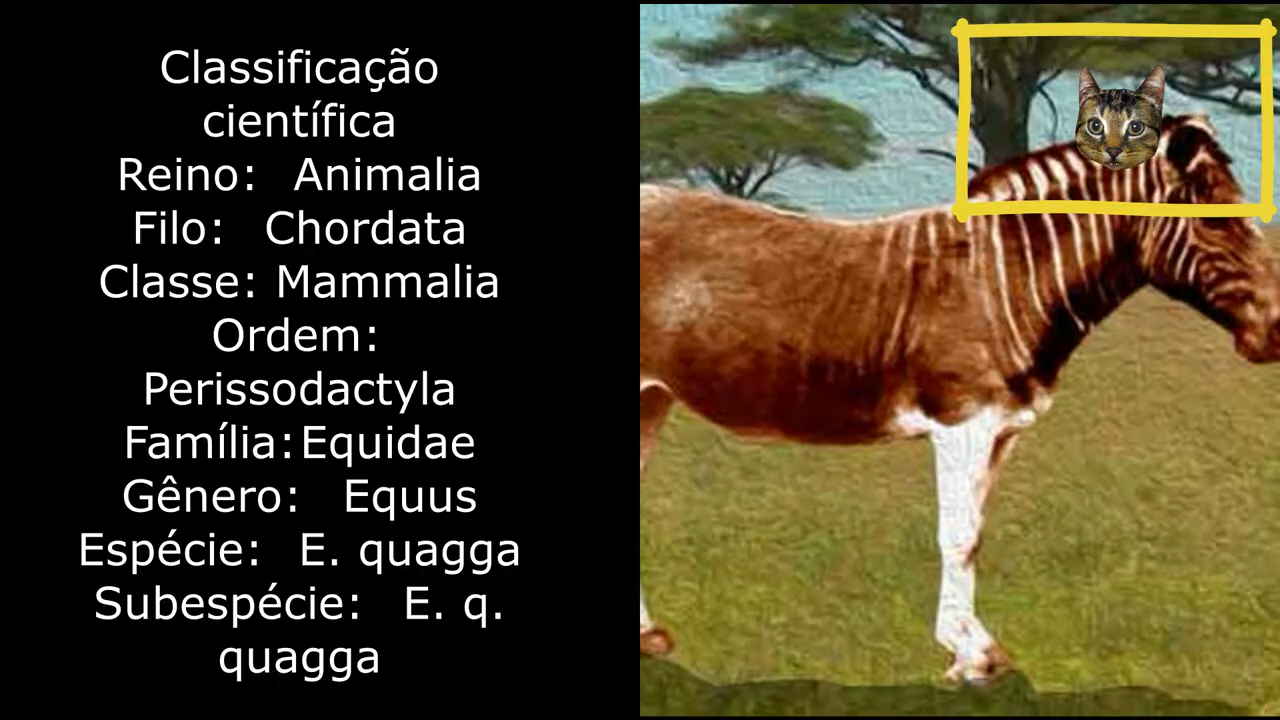 Classificação
científica
Reino: Animalia
Filo: Chordata
Classe: Mammalia
Ordem:
Perissodactyla
Família: Equidae
Gênero: Equus
Espécie: E. quagga
Subespécie: E. q.
quagga